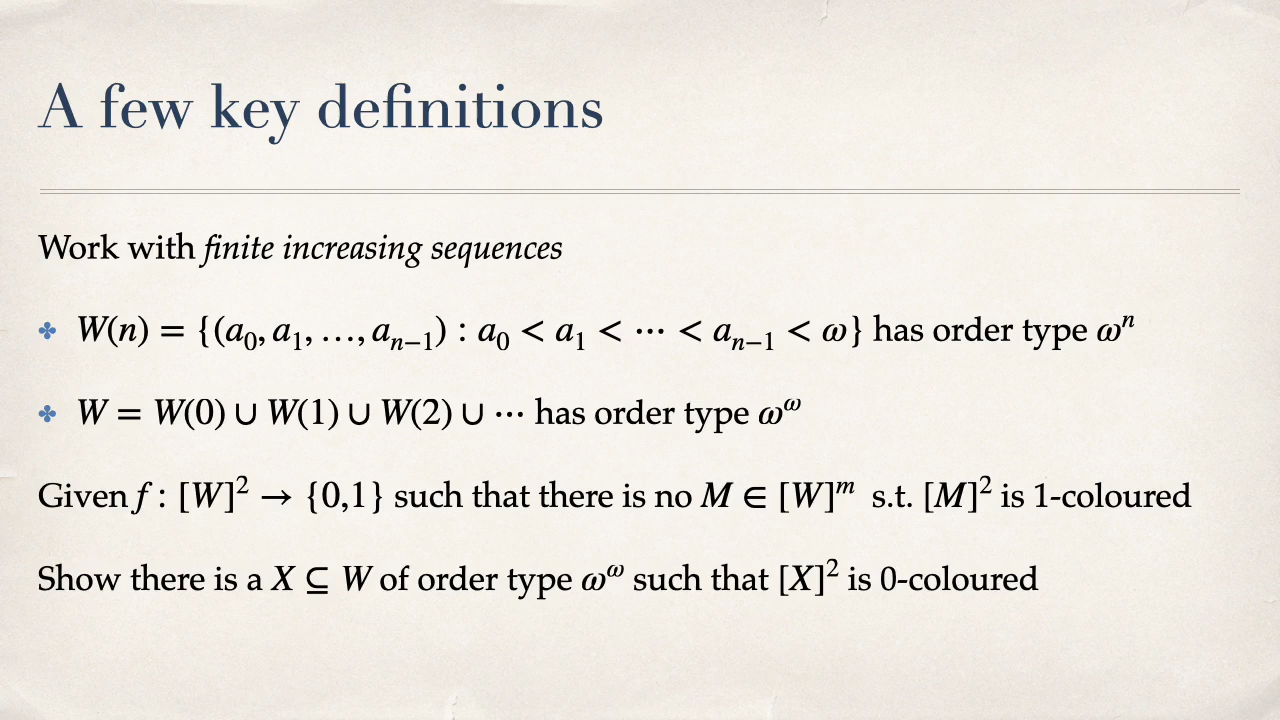 A few key definitions
Work with finite increasing sequences
✤ W(n) = {(a₀, a₁, …, aₙ₋₁) : a₀ < a₁ < ⋯ < aₙ₋₁ < ω} has order type ωⁿ
✤ W = W(0) ∪ W(1) ∪ W(2) ∪ ⋯ has order type ω^ω
Given f : [W]² → {0,1} such that there is no M ∈ [W]ᵐ s.t. [M]² is 1-coloured
Show there is a X ⊆ W of order type ω^ω such that [X]² is 0-coloured